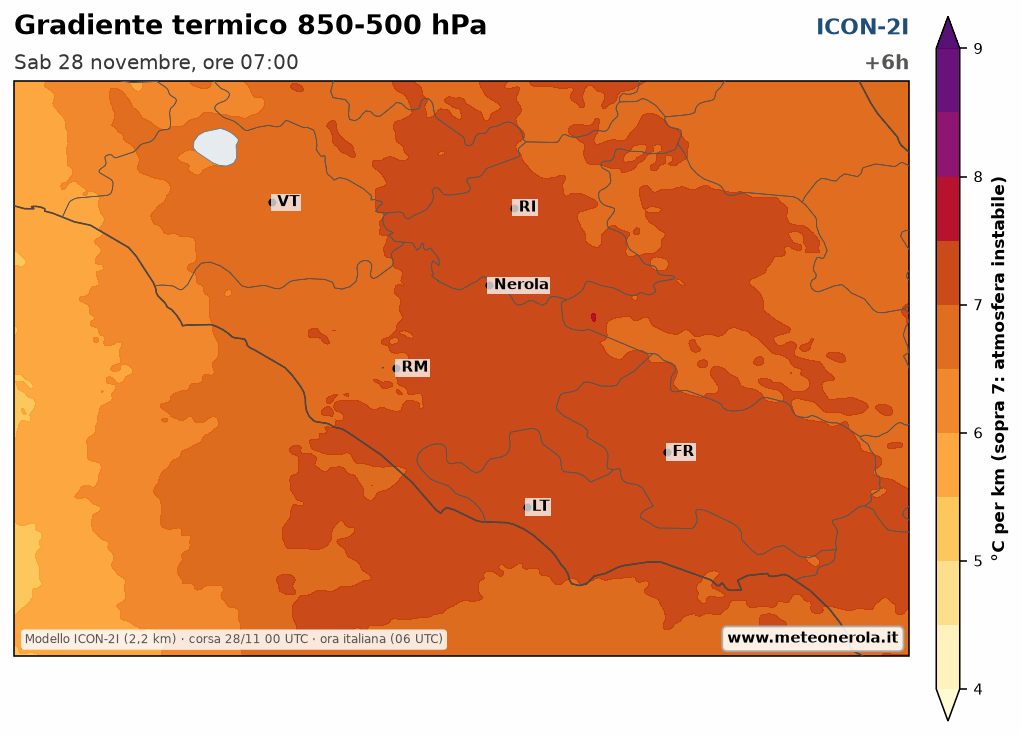 Gradiente termico 850-500 hPa
ICON-2I
Sab 28 novembre, ore 07:00
+6h
VT
RI
Nerola
RM
FR
LT
Modello ICON-2I (2,2 km) · corsa 28/11 00 UTC · ora italiana (06 UTC)
www.meteonerola.it
9
8
7
6
5
4
°C per km (sopra 7: atmosfera instabile)